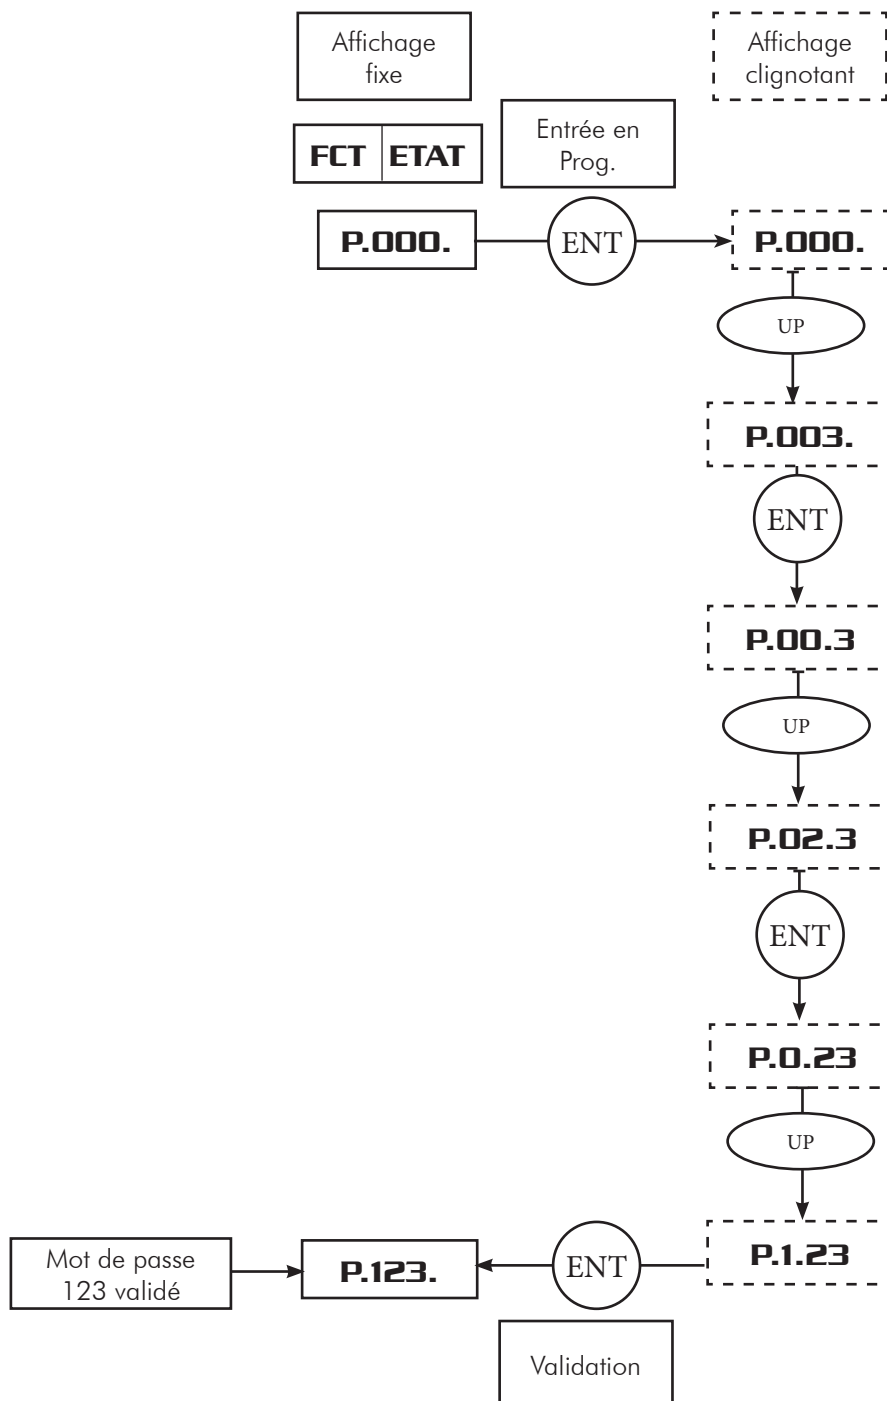 Affichage
fixe
Affichage
clignotant
FCT ETAT
Entrée en
Prog.
P.000.
ENT
P.000.
UP
P.003.
ENT
P.00.3
UP
P.02.3
ENT
P.0.23
UP
P.1.23
Mot de passe
123 validé
P.123.
ENT
Validation